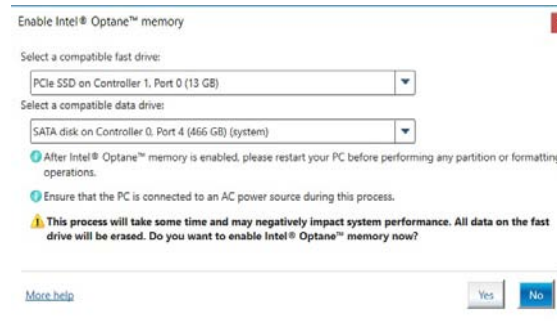 Enable Intel® Optane™ memory
Select a compatible fast drive:
PCIe SSD on Controller 1, Port 0 (13 GB)
Select a compatible data drive:
SATA disk on Controller 0, Port 4 (466 GB) (system)
After Intel® Optane™ memory is enabled, please restart your PC before performing any partition or formatting
operations.
Ensure that the PC is connected to an AC power source during this process.
This process will take some time and may negatively impact system performance. All data on the fast
drive will be erased. Do you want to enable Intel® Optane™ memory now?
More help
Yes
No